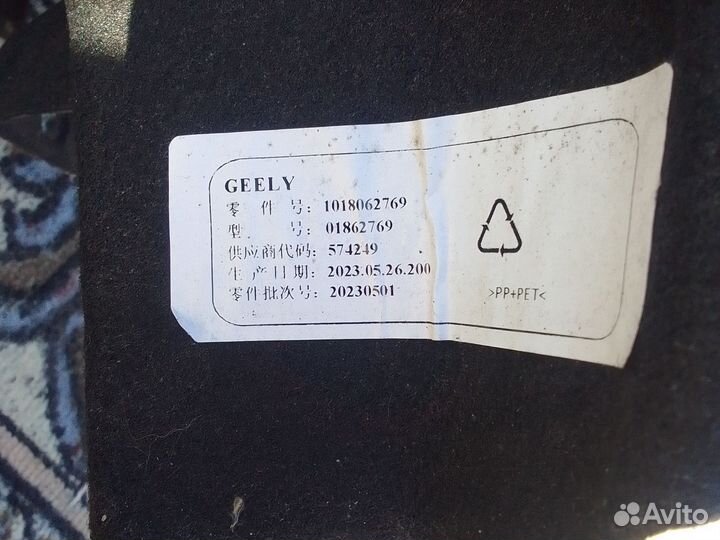 GEELY
零 件 号: 1018062769
型 号: 01862769
供应商代码: 574249
生 产 日 期: 2023.05.26.200
零件批次号: 20230501
>PP+PET<
Avito